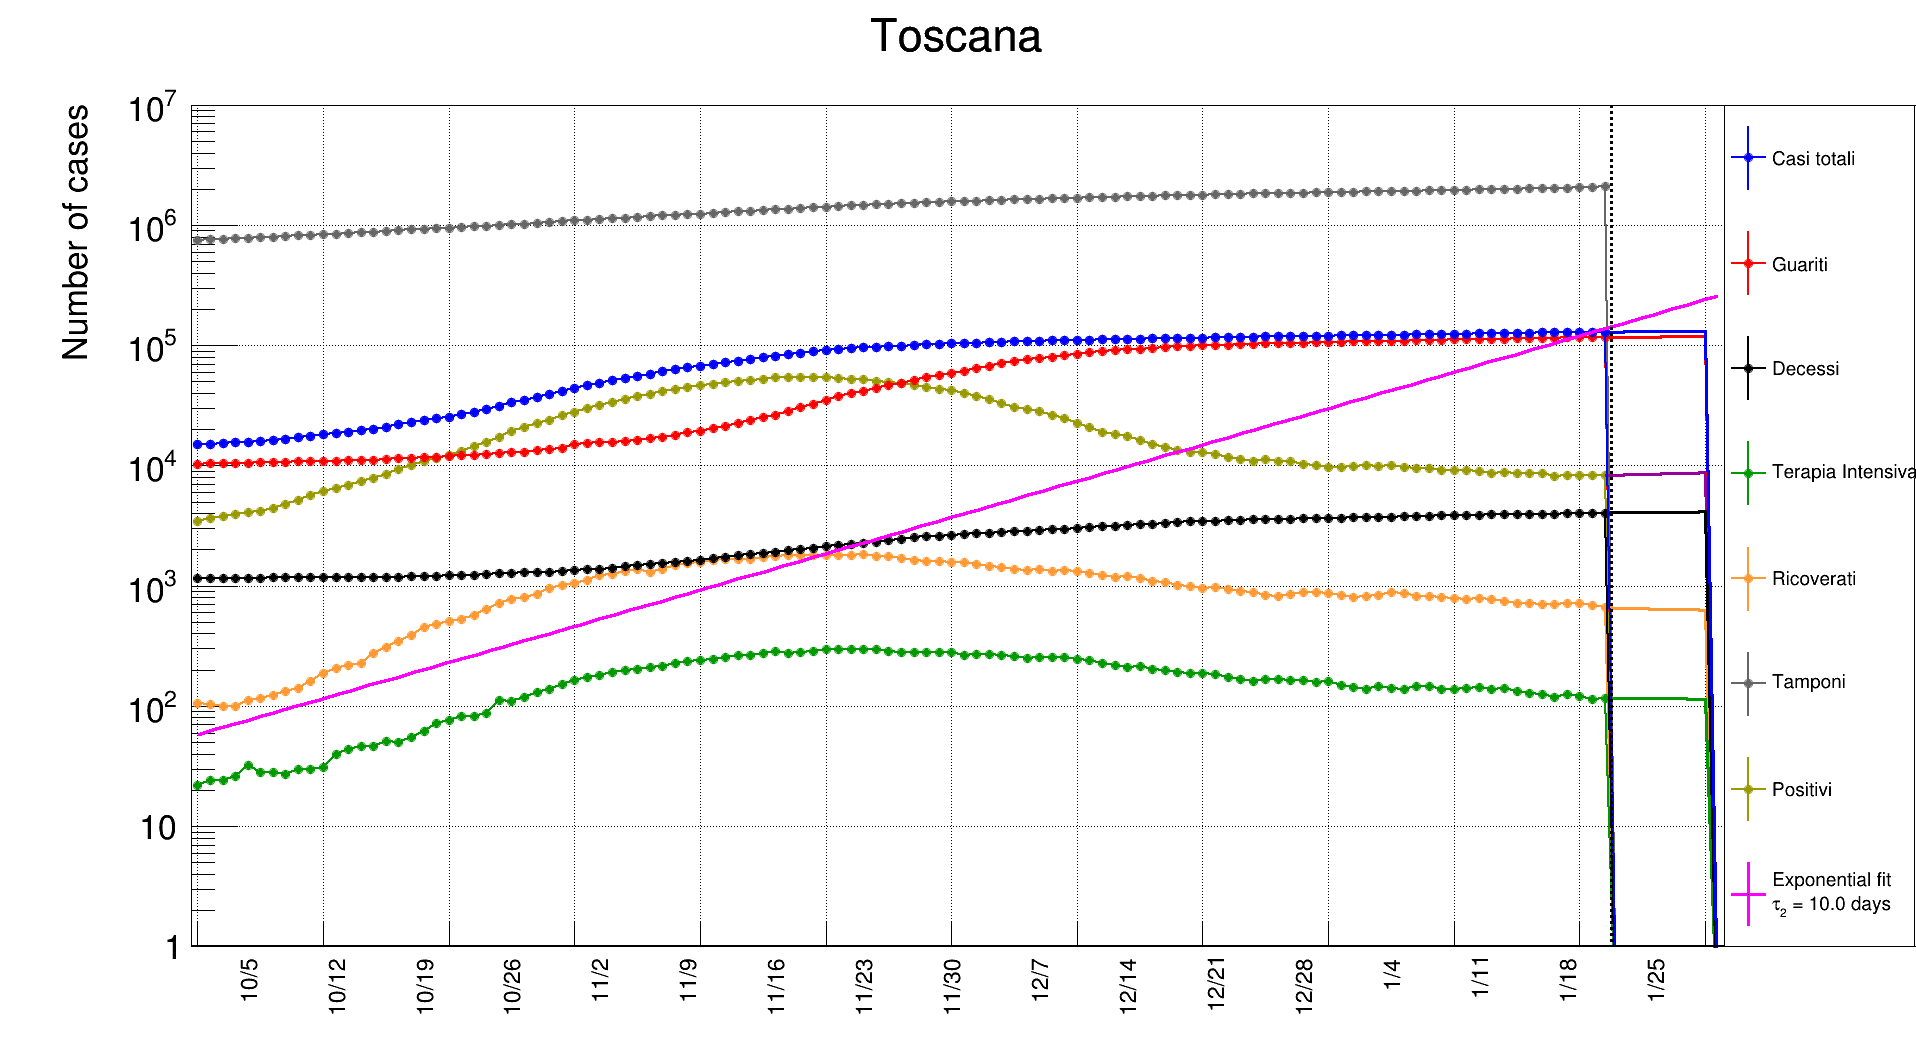 Toscana
Number of cases
10^7
10^6
10^5
10^4
10^3
10^2
10
1
10/5
10/12
10/19
10/26
11/2
11/9
11/16
11/23
11/30
12/7
12/14
12/21
12/28
1/4
1/11
1/18
1/25
Casi totali
Guariti
Decessi
Terapia Intensiva
Ricoverati
Tamponi
Positivi
Exponential fit
τ₂ = 10.0 days